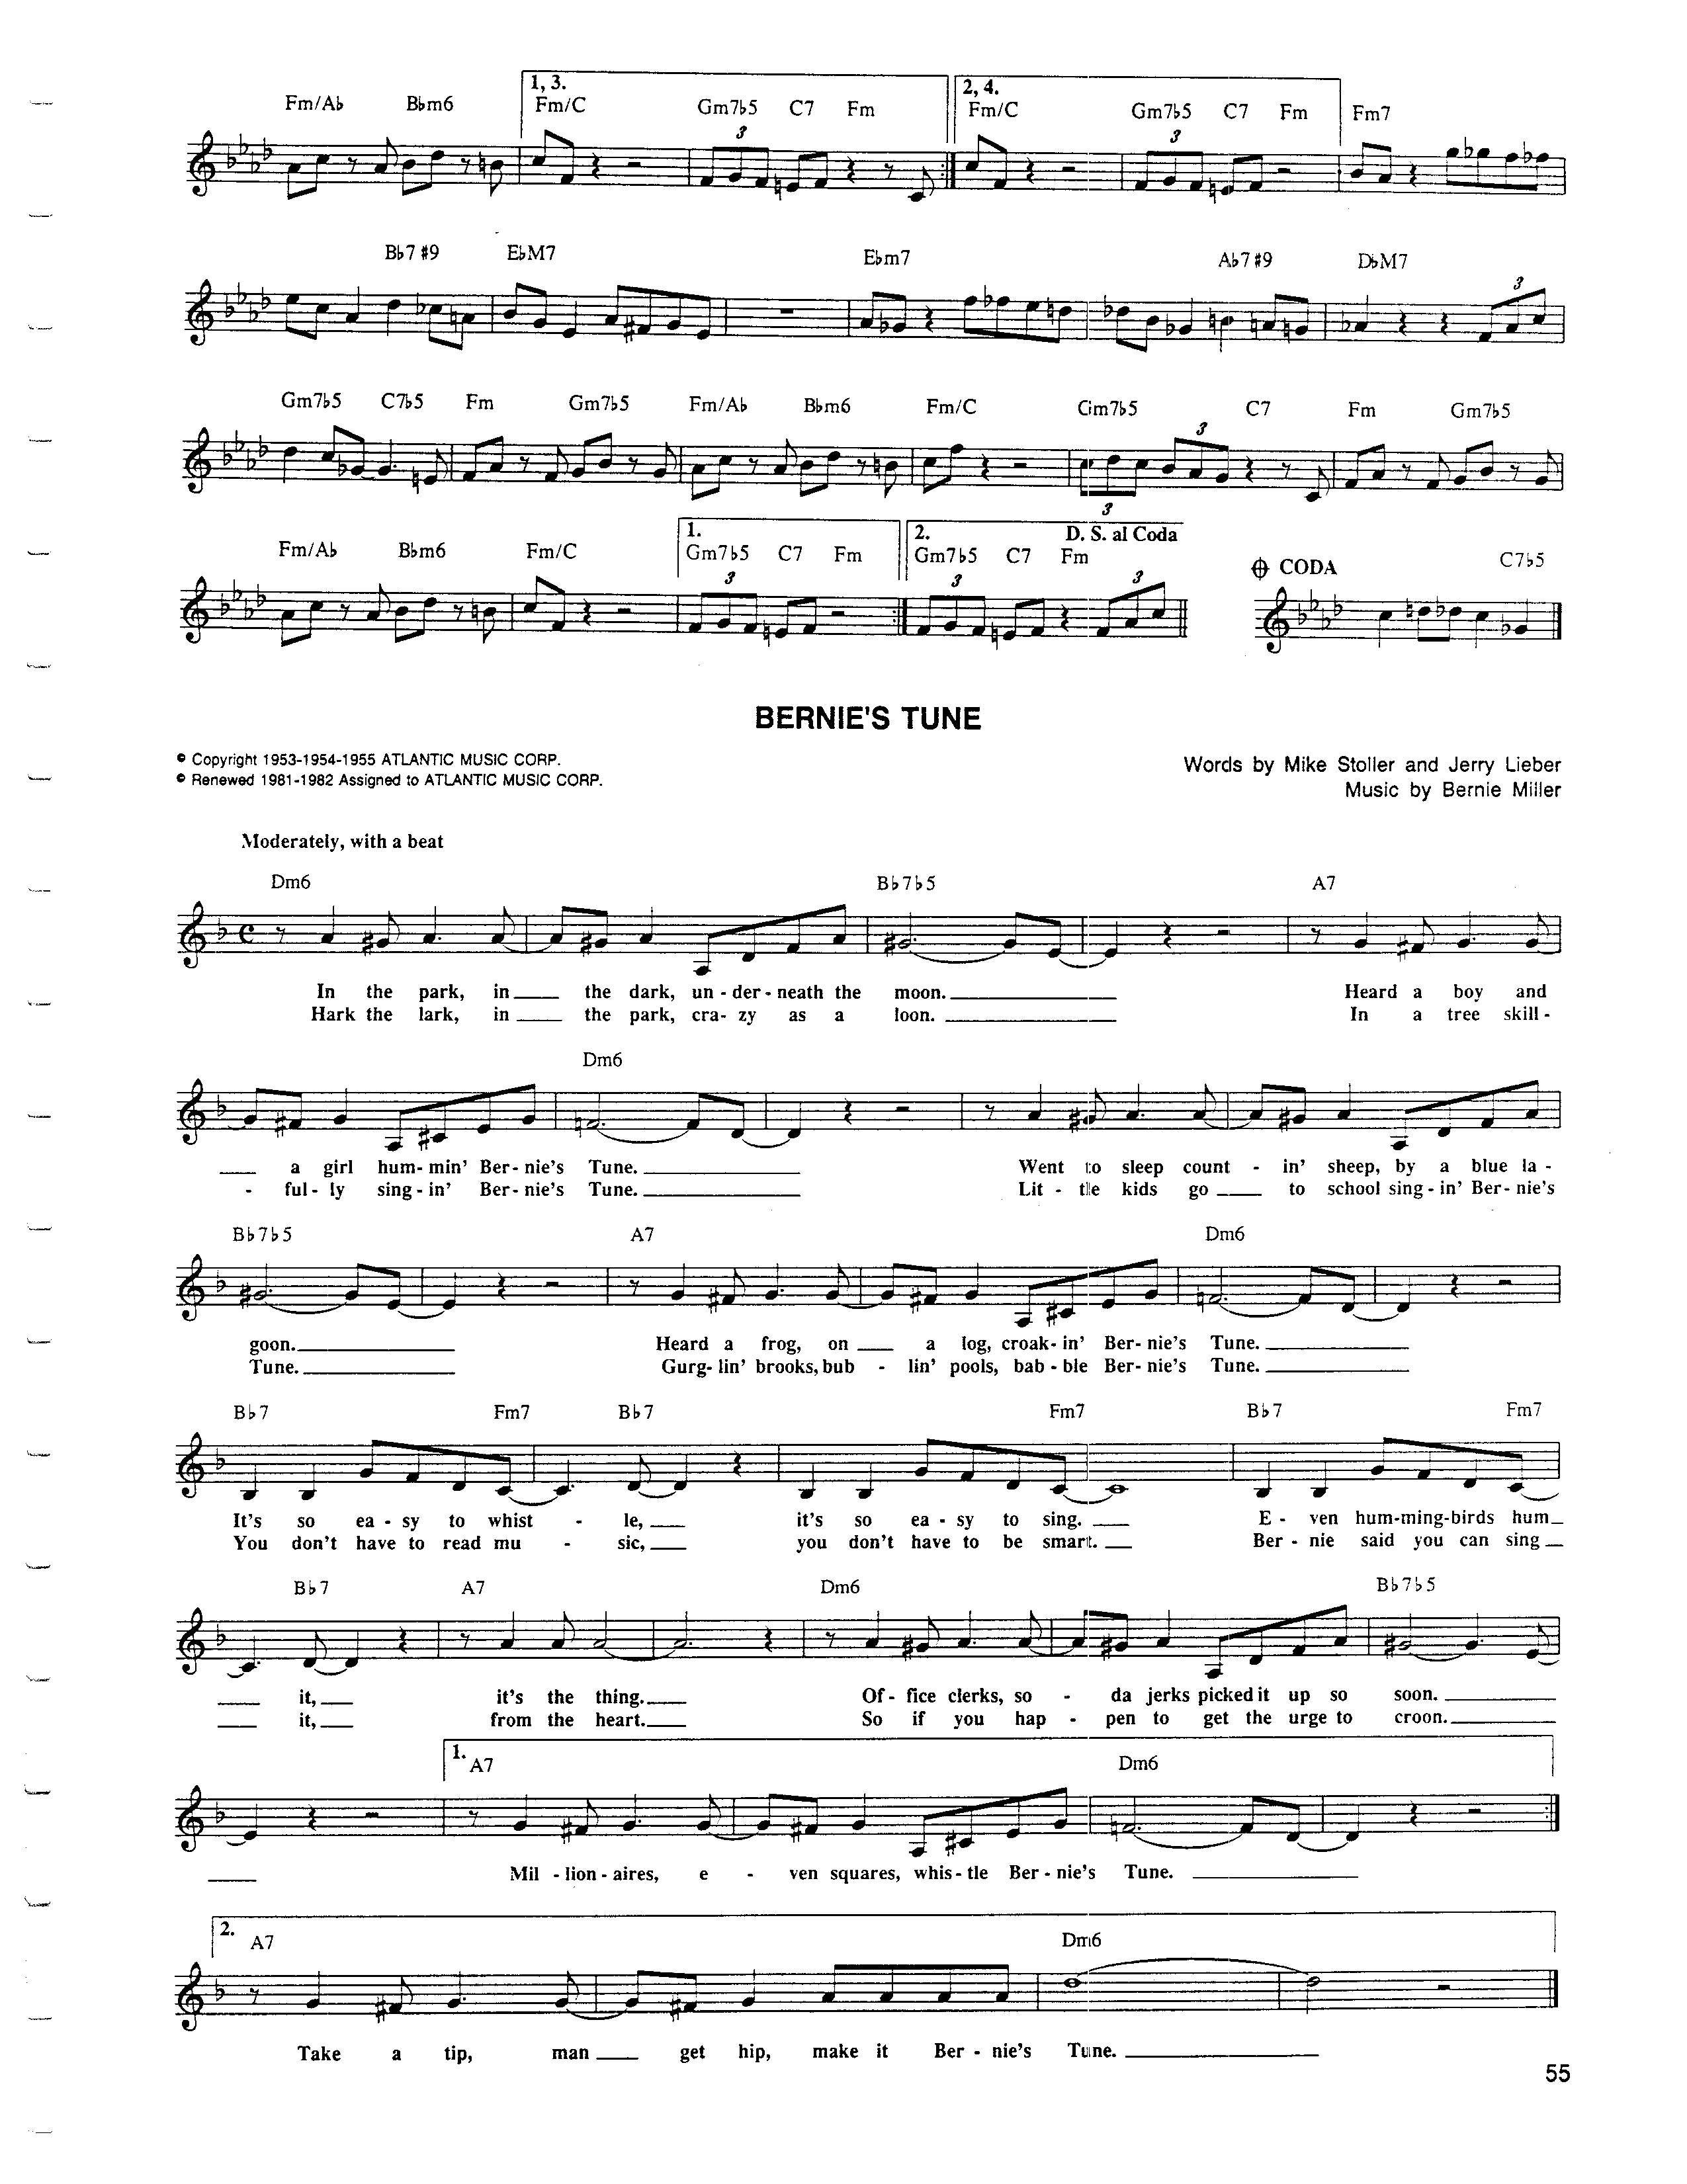 1, 3. 2, 4.
Fm/A♭ B♭m6 Fm/C Gm7♭5 C7 Fm Fm/C Gm7♭5 C7 Fm Fm7
3 3
B♭7#9 E♭M7 E♭m7 A♭7#9 D♭M7
3
Gm7♭5 C7♭5 Fm Gm7♭5 Fm/A♭ B♭m6 Fm/C Gm7♭5 C7 Fm Gm7♭5
3
3
1. 2. D. S. al Coda
Fm/A♭ B♭m6 Fm/C Gm7♭5 C7 Fm Gm7♭5 C7 Fm CODA C7♭5
3 3 3
BERNIE'S TUNE
© Copyright 1953-1954-1955 ATLANTIC MUSIC CORP.
© Renewed 1981-1982 Assigned to ATLANTIC MUSIC CORP.
Words by Mike Stoller and Jerry Lieber
Music by Bernie Miller
Moderately, with a beat
Dm6 B♭7♭5 A7
In the park, in the dark, un-der-neath the moon. Heard a boy and
Hark the lark, in the park, cra-zy as a loon. In a tree skill-
Dm6
a girl hum-min' Ber-nie's Tune. Went to sleep count - in' sheep, by a blue la-
- ful-ly sing-in' Ber-nie's Tune. Lit-tle kids go to school sing-in' Ber-nie's
B♭7♭5 A7 Dm6
goon. Heard a frog, on a log, croak-in' Ber-nie's Tune.
Tune. Gurg-lin' brooks, bub - lin' pools, bab-ble Ber-nie's Tune.
B♭7 Fm7 B♭7 Fm7 B♭7 Fm7
It's so ea-sy to whist - le, it's so ea-sy to sing. E-ven hum-ming-birds hum
You don't have to read mu - sic, you don't have to be smart. Ber-nie said you can sing
B♭7 A7 Dm6 B♭7♭5
it, it's the thing. Of-fice clerks, so - da jerks picked it up so soon.
it, from the heart. So if you hap - pen to get the urge to croon.
1. A7 Dm6
Mil-lion-aires, e - ven squares, whis-tle Ber-nie's Tune.
2. A7 Dm6
Take a tip, man get hip, make it Ber-nie's Tune.
55